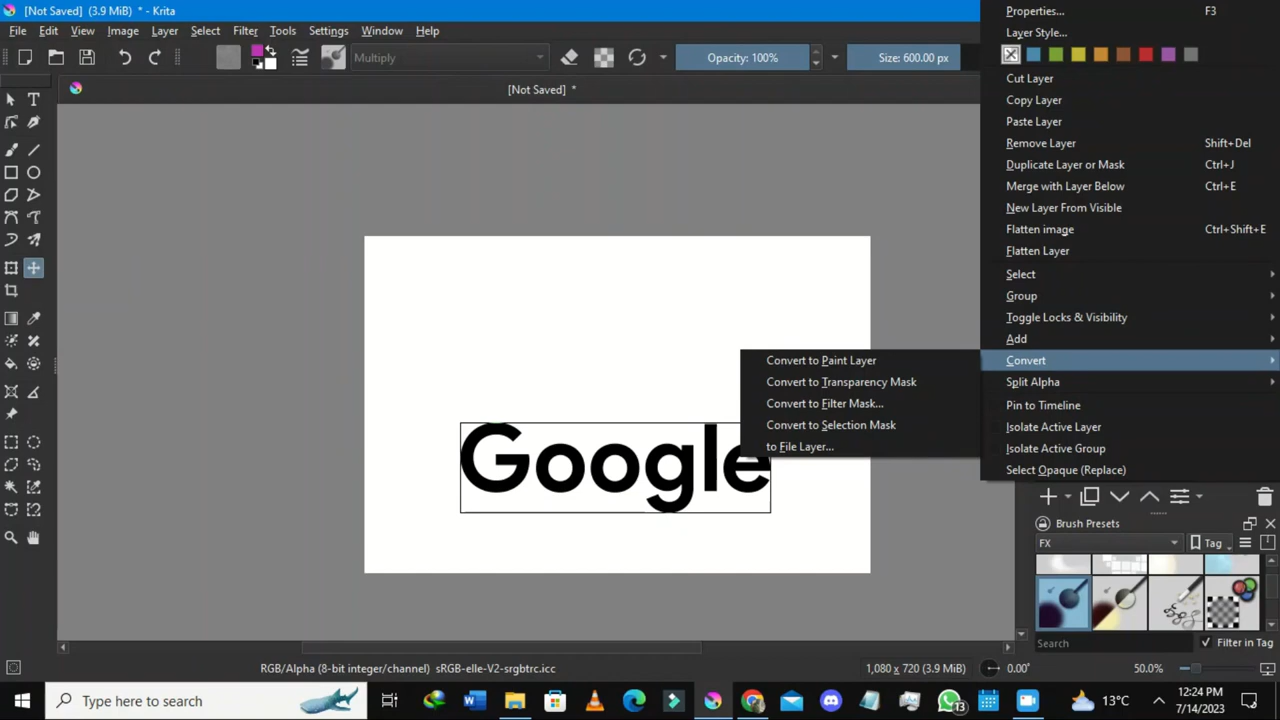 [Not Saved] (3.9 MiB) * - Krita
File Edit View Image Layer Select Filter Tools Settings Window Help
Multiply
Opacity: 100%
Size: 600.00 px
[Not Saved] *
Properties... F3
Layer Style...
Cut Layer
Copy Layer
Paste Layer
Remove Layer Shift+Del
Duplicate Layer or Mask Ctrl+J
Merge with Layer Below Ctrl+E
New Layer From Visible
Flatten image Ctrl+Shift+E
Flatten Layer
Select
Group
Toggle Locks & Visibility
Add
Convert
Split Alpha
Pin to Timeline
Isolate Active Layer
Isolate Active Group
Select Opaque (Replace)
Convert to Paint Layer
Convert to Transparency Mask
Convert to Filter Mask...
Convert to Selection Mask
to File Layer...
Google
Brush Presets
FX
Tag
Search
Filter in Tag
RGB/Alpha (8-bit integer/channel) sRGB-elle-V2-srgbtrc.icc
1,080 x 720 (3.9 MiB)
0.00°
50.0%
Type here to search
13
13°C
12:24 PM
7/14/2023